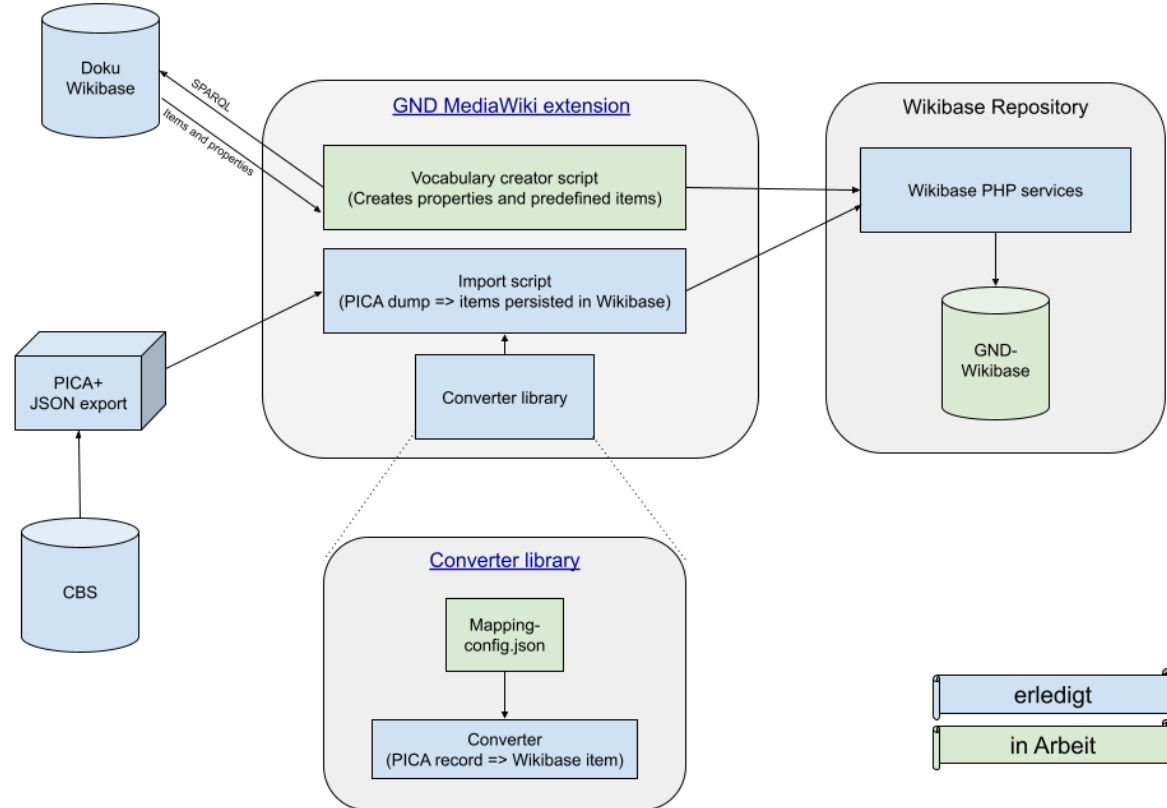 Doku
Wikibase
SPARQL
Items and properties
GND MediaWiki extension
Vocabulary creator script
(Creates properties and predefined items)
Import script
(PICA dump => items persisted in Wikibase)
Converter library
Wikibase Repository
Wikibase PHP services
GND-
Wikibase
PICA+
JSON export
CBS
Converter library
Mapping-
config.json
Converter
(PICA record => Wikibase item)
erledigt
in Arbeit